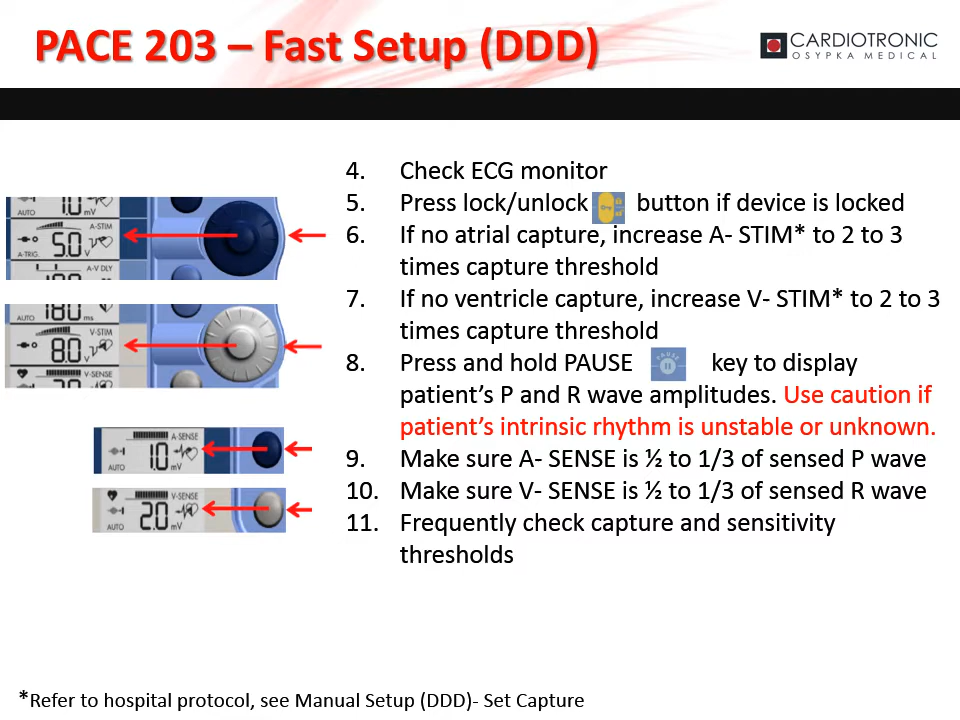 PACE 203 – Fast Setup (DDD)
CARDIOTRONIC
OSYPKA MEDICAL
4. Check ECG monitor
5. Press lock/unlock button if device is locked
6. If no atrial capture, increase A- STIM* to 2 to 3
times capture threshold
7. If no ventricle capture, increase V- STIM* to 2 to 3
times capture threshold
8. Press and hold PAUSE PAUSE key to display
patient’s P and R wave amplitudes. Use caution if
patient’s intrinsic rhythm is unstable or unknown.
9. Make sure A- SENSE is ½ to 1/3 of sensed P wave
10. Make sure V- SENSE is ½ to 1/3 of sensed R wave
11. Frequently check capture and sensitivity
thresholds
AUTO 1.0 mV
A-STIM
A-TRIG. 5.0 V
A-V DLY
AUTO 180 ms
V-STIM
8.0 V
V-SENSE
A-SENSE
AUTO 1.0 mV
V-SENSE
AUTO 2.0 mV
*Refer to hospital protocol, see Manual Setup (DDD)- Set Capture